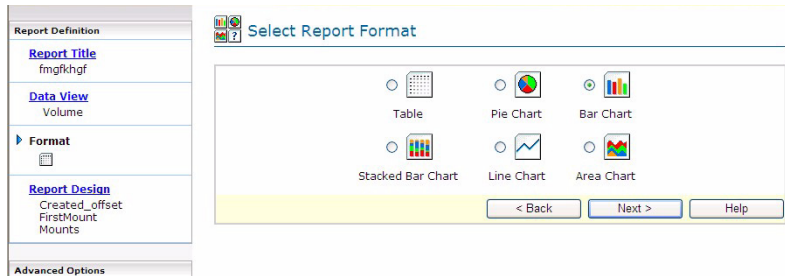 Report Definition
Report Title
fmgfkhgf
Data View
Volume
Format
Report Design
Created_offset
FirstMount
Mounts
Advanced Options
?
Select Report Format
Table
Pie Chart
Bar Chart
Stacked Bar Chart
Line Chart
Area Chart
< Back
Next >
Help